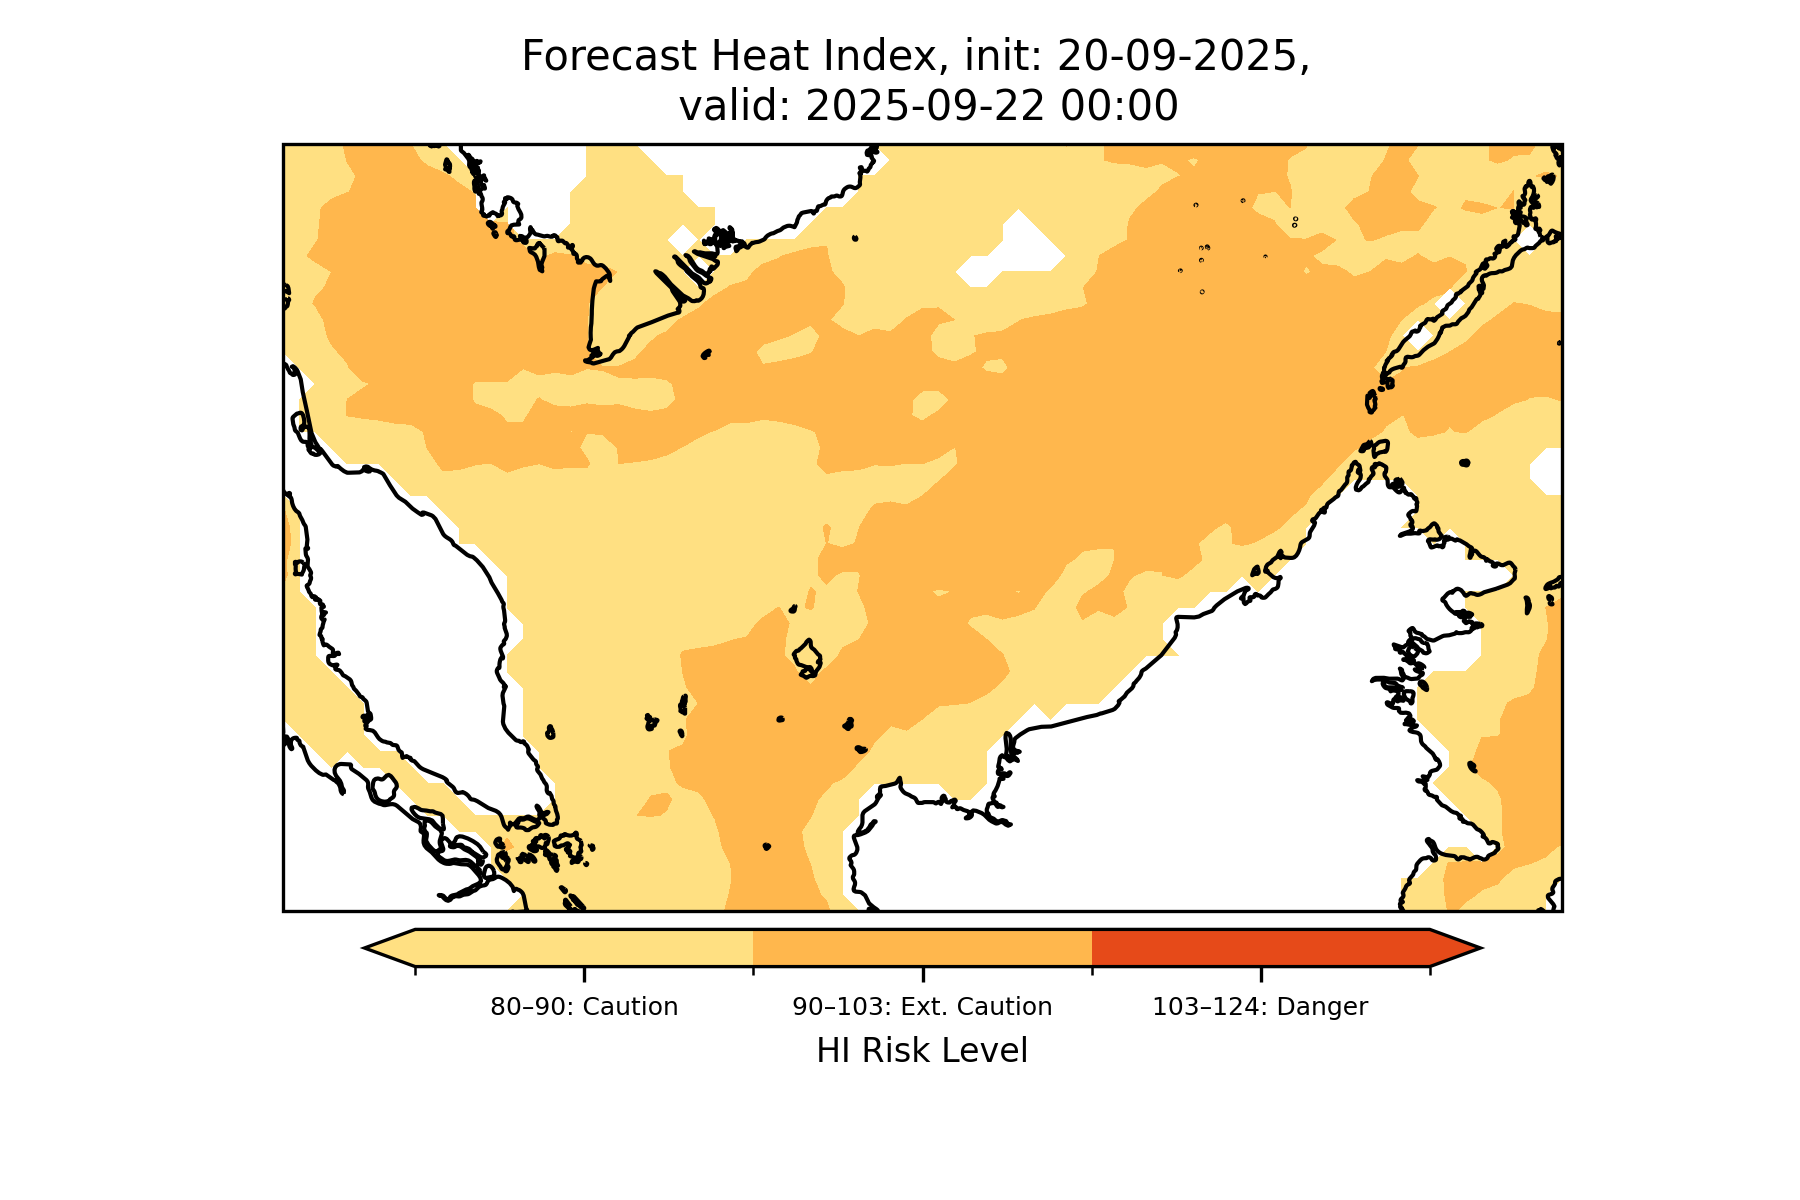 Forecast Heat Index, init: 20-09-2025,
valid: 2025-09-22 00:00
80–90: Caution
90–103: Ext. Caution
103–124: Danger
HI Risk Level